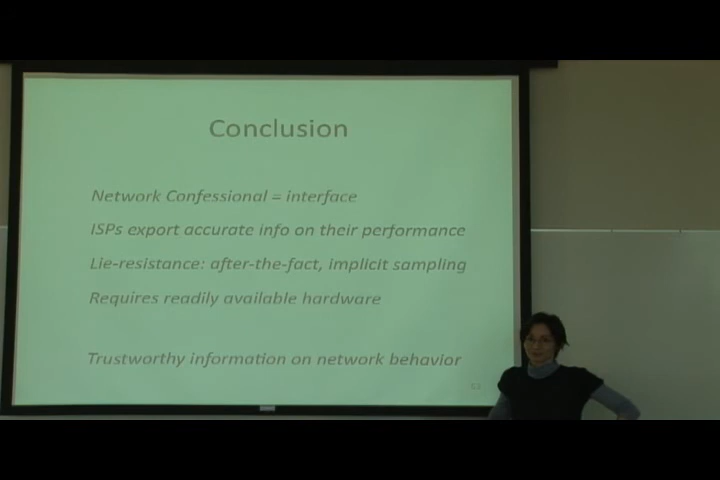 Conclusion
Network Confessional = interface
ISPs export accurate info on their performance
Lie-resistance: after-the-fact, implicit sampling
Requires readily available hardware
Trustworthy information on network behavior